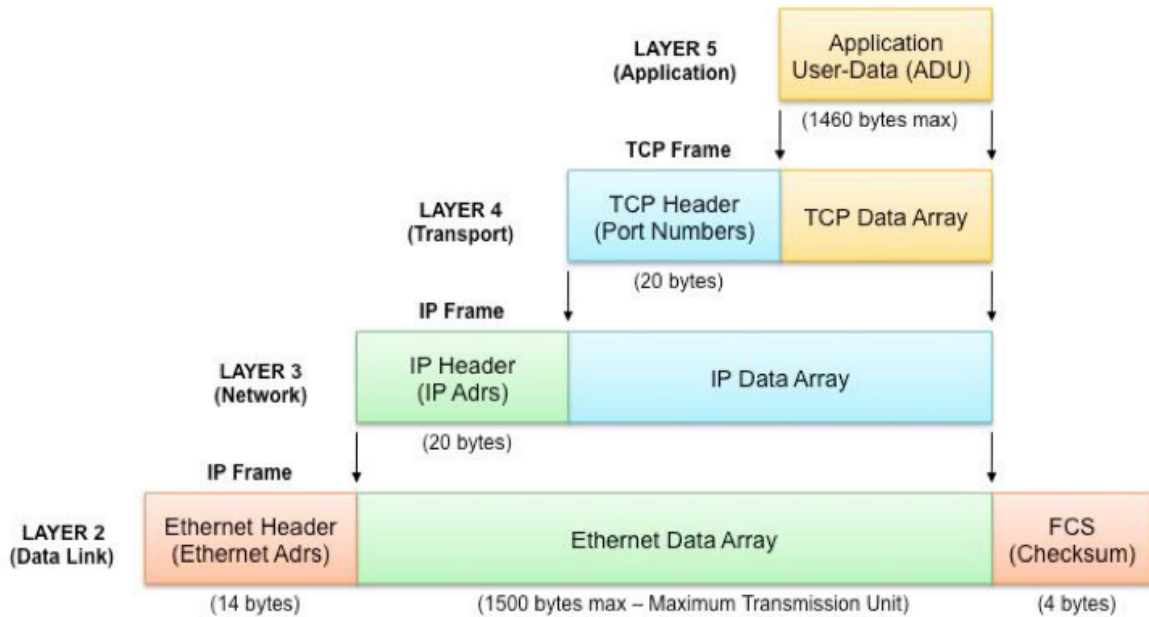 LAYER 5
(Application)
Application
User-Data (ADU)
(1460 bytes max)
TCP Frame
LAYER 4
(Transport)
TCP Header
(Port Numbers)
TCP Data Array
(20 bytes)
IP Frame
LAYER 3
(Network)
IP Header
(IP Adrs)
IP Data Array
(20 bytes)
IP Frame
LAYER 2
(Data Link)
Ethernet Header
(Ethernet Adrs)
Ethernet Data Array
FCS
(Checksum)
(14 bytes)
(1500 bytes max – Maximum Transmission Unit)
(4 bytes)